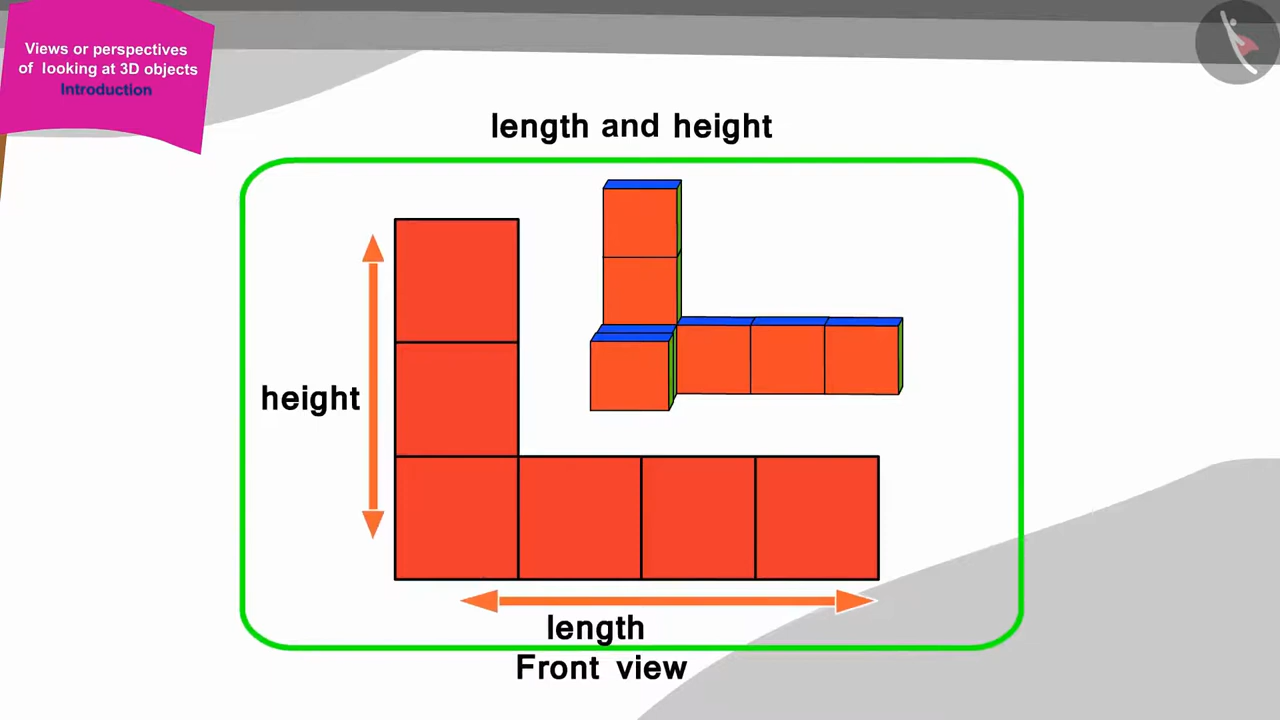 Views or perspectives
of looking at 3D objects
Introduction
length and height
height
length
Front view